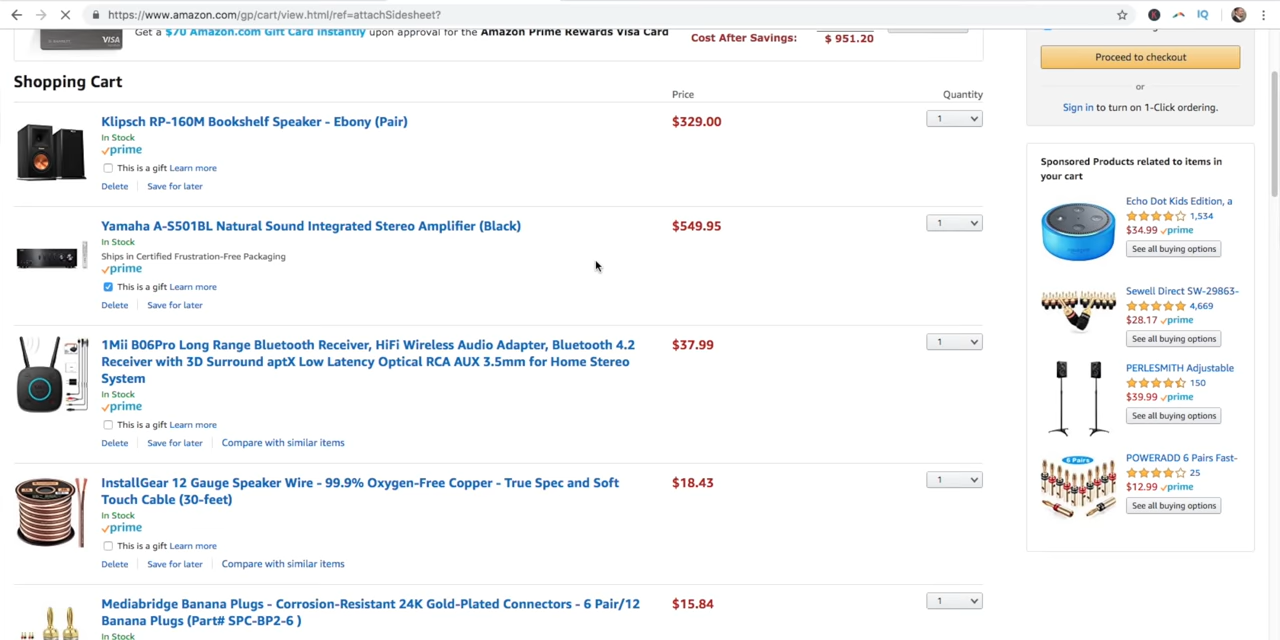 https://www.amazon.com/gp/cart/view.html/ref=attachSidesheet?
VISA
Get a $70 Amazon.com Gift Card instantly upon approval for the Amazon Prime Rewards Visa Card
Cost After Savings: $ 951.20
Shopping Cart
Price
Quantity
Klipsch RP-160M Bookshelf Speaker - Ebony (Pair)
$329.00
1
In Stock
prime
This is a gift Learn more
Delete
Save for later
Yamaha A-S501BL Natural Sound Integrated Stereo Amplifier (Black)
$549.95
1
In Stock
Ships in Certified Frustration-Free Packaging
prime
This is a gift Learn more
Delete
Save for later
1Mii B06Pro Long Range Bluetooth Receiver, HiFi Wireless Audio Adapter, Bluetooth 4.2
Receiver with 3D Surround aptX Low Latency Optical RCA AUX 3.5mm for Home Stereo
System
$37.99
1
In Stock
prime
This is a gift Learn more
Delete
Save for later
Compare with similar items
InstallGear 12 Gauge Speaker Wire - 99.9% Oxygen-Free Copper - True Spec and Soft
Touch Cable (30-feet)
$18.43
1
In Stock
prime
This is a gift Learn more
Delete
Save for later
Compare with similar items
Mediabridge Banana Plugs - Corrosion-Resistant 24K Gold-Plated Connectors - 6 Pair/12
Banana Plugs (Part# SPC-BP2-6 )
$15.84
1
In Stock
Proceed to checkout
or
Sign in to turn on 1-Click ordering.
Sponsored Products related to items in
your cart
Echo Dot Kids Edition, a
1,534
$34.99 prime
See all buying options
Sewell Direct SW-29863-
4,669
$28.17 prime
See all buying options
PERLESMITH Adjustable
150
$39.99 prime
See all buying options
6 Pairs
POWERADD 6 Pairs Fast-
25
$12.99 prime
See all buying options